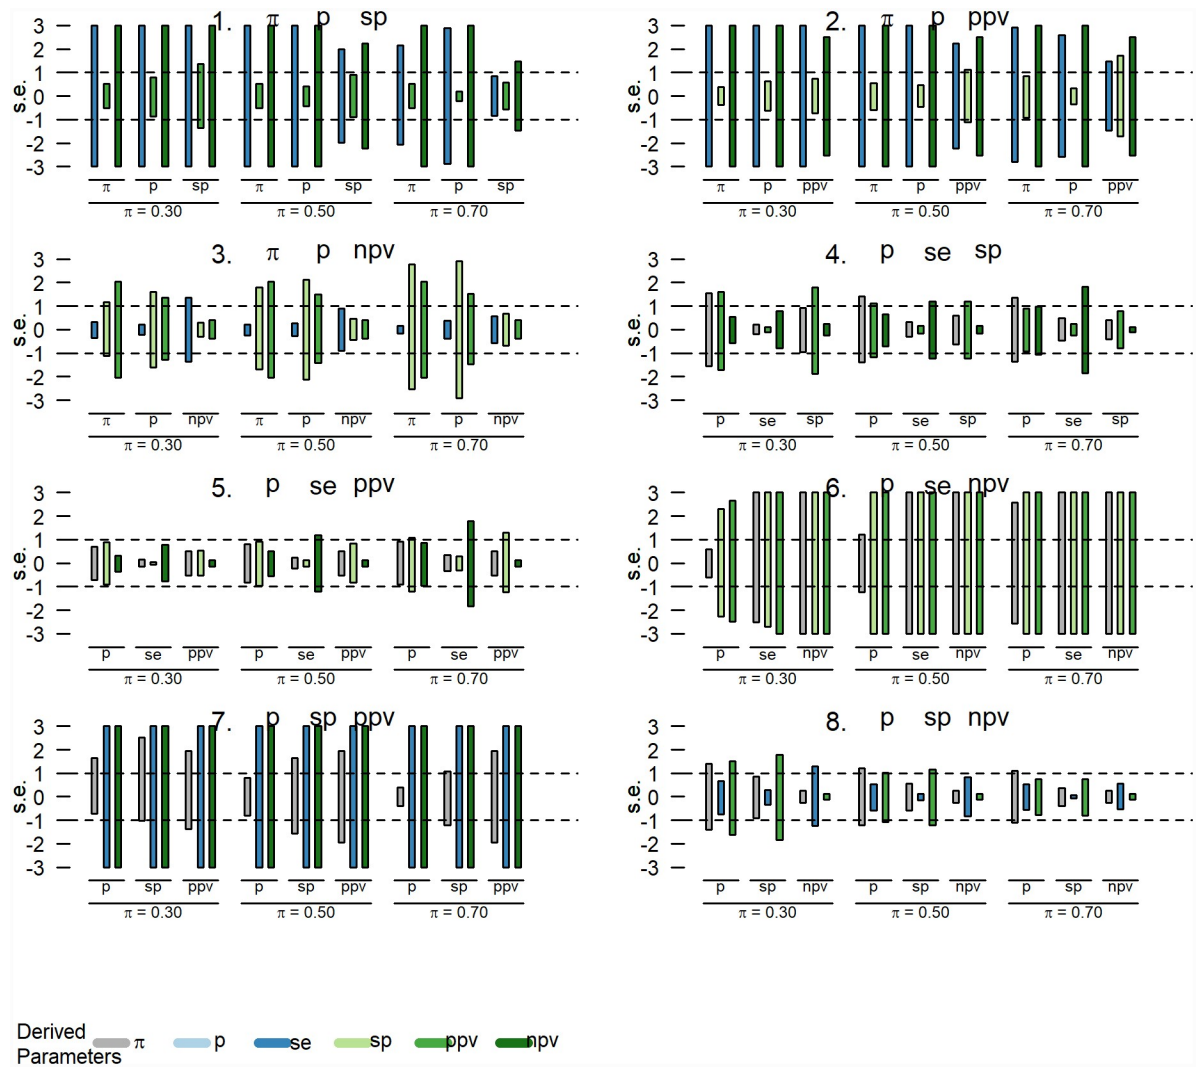 1. π p sp
3
2
1
0
-1
-2
-3
s.e.
π p sp π p sp π p sp
π = 0.30 π = 0.50 π = 0.70
2. π p ppv
3
2
1
0
-1
-2
-3
s.e.
π p ppv π p ppv π p ppv
π = 0.30 π = 0.50 π = 0.70
3. π p npv
3
2
1
0
-1
-2
-3
s.e.
π p npv π p npv π p npv
π = 0.30 π = 0.50 π = 0.70
4. p se sp
3
2
1
0
-1
-2
-3
s.e.
p se sp p se sp p se sp
π = 0.30 π = 0.50 π = 0.70
5. p se ppv
3
2
1
0
-1
-2
-3
s.e.
p se ppv p se ppv p se ppv
π = 0.30 π = 0.50 π = 0.70
6. p se npv
3
2
1
0
-1
-2
-3
s.e.
p se npv p se npv p se npv
π = 0.30 π = 0.50 π = 0.70
7. p sp ppv
3
2
1
0
-1
-2
-3
s.e.
p sp ppv p sp ppv p sp ppv
π = 0.30 π = 0.50 π = 0.70
8. p sp npv
3
2
1
0
-1
-2
-3
s.e.
p sp npv p sp npv p sp npv
π = 0.30 π = 0.50 π = 0.70
Derived
Parameters
π p se sp ppv npv